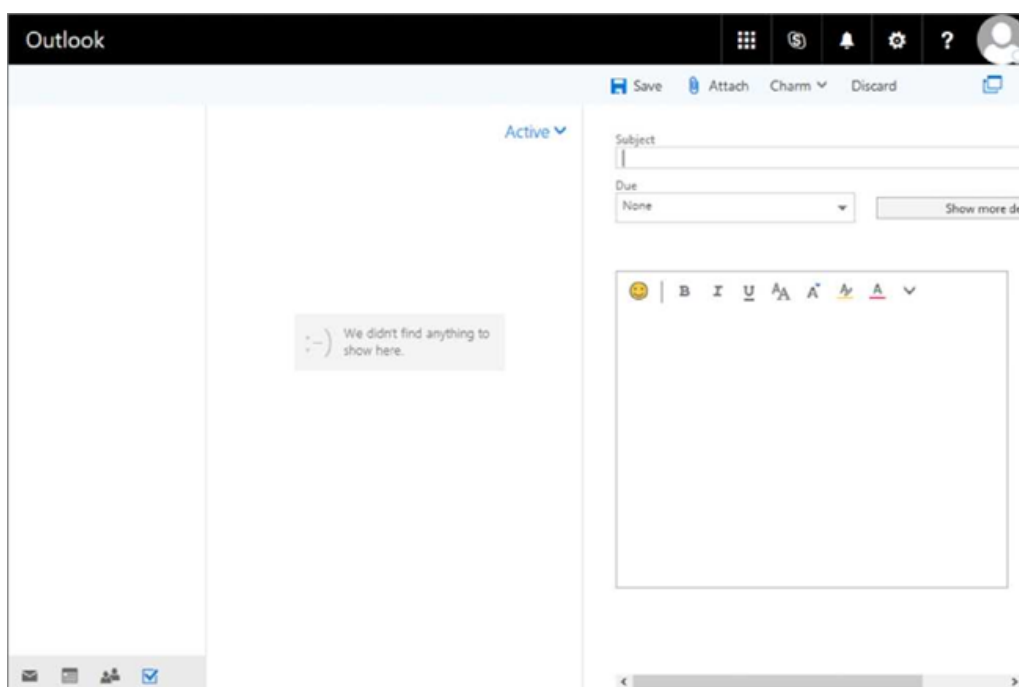 Outlook
?
Save Attach Charm Discard
Active
Subject
Due
None
Show more de
B I U AA A A A
:-)
We didn't find anything to
show here.